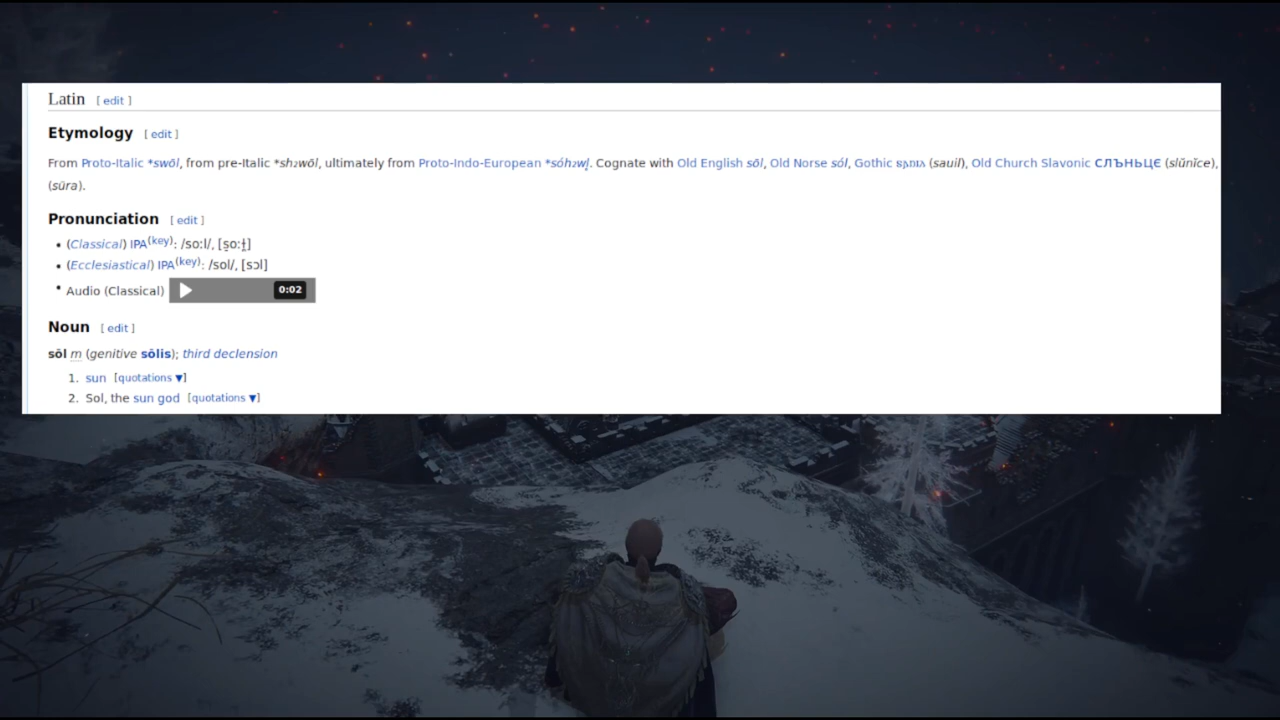 Latin [ edit ]
Etymology [ edit ]
From Proto-Italic *swōl, from pre-Italic *sh₂wōl, ultimately from Proto-Indo-European *sóh₂wl̥. Cognate with Old English sōl, Old Norse sól, Gothic 𐍃𐌰𐌿𐌹𐌻 (sauil), Old Church Slavonic СЛЪНЬЦЄ (slŭnĭce),
(sūra).
Pronunciation [ edit ]
• (Classical) IPA(key): /soːl/, [s̠oːɫ̪]
• (Ecclesiastical) IPA(key): /sol/, [sɔl]
• Audio (Classical) 0:02
Noun [ edit ]
sōl m (genitive sōlis); third declension
1. sun [quotations ▼]
2. Sol, the sun god [quotations ▼]